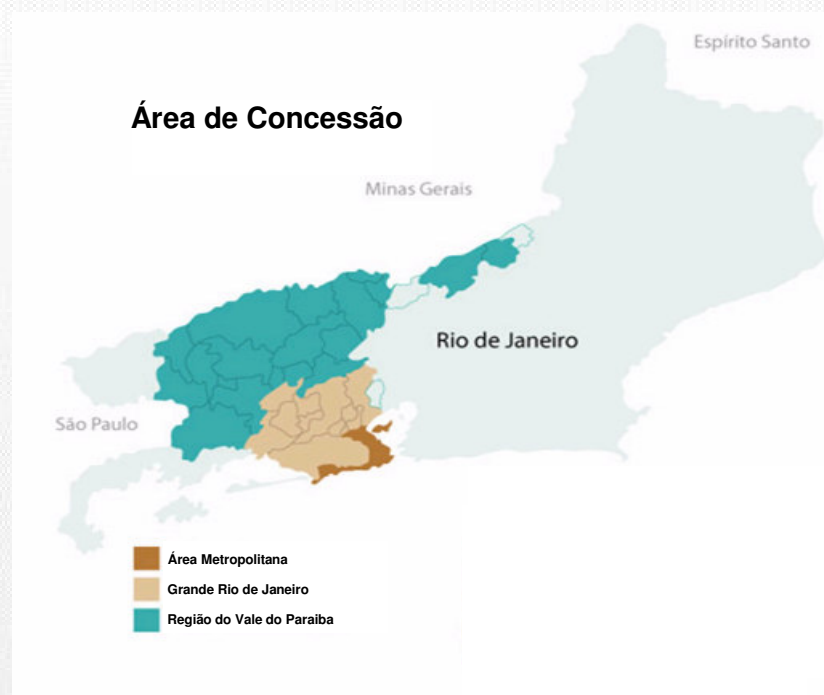 Espírito Santo
Área de Concessão
Minas Gerais
Rio de Janeiro
São Paulo
Área Metropolitana
Grande Rio de Janeiro
Região do Vale do Paraiba